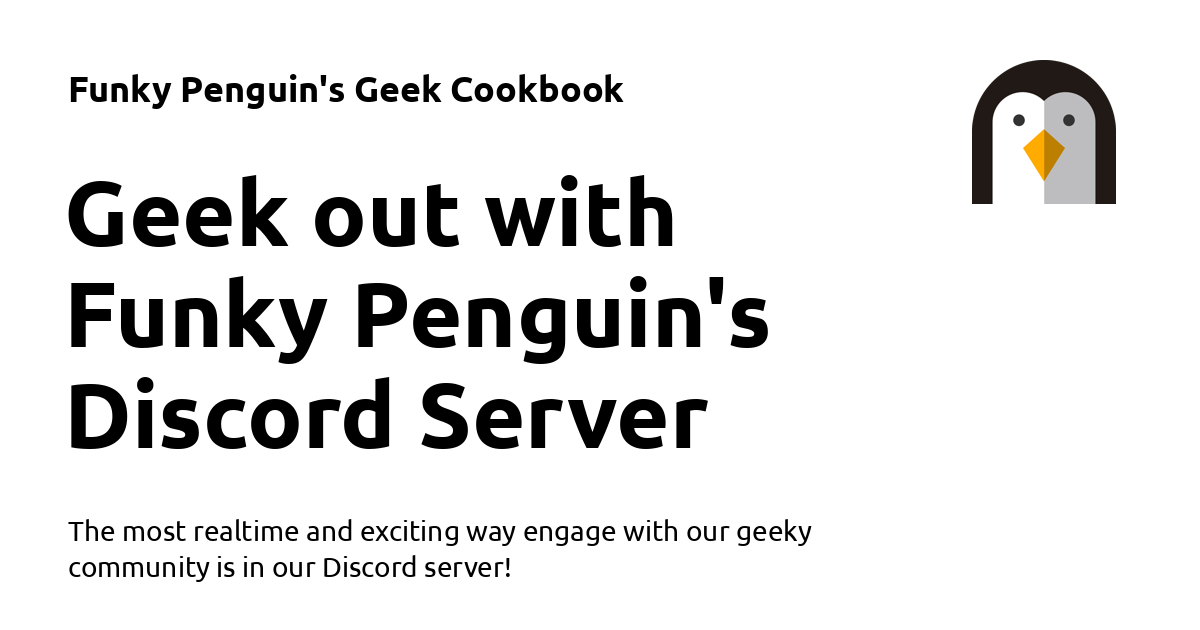 Funky Penguin's Geek Cookbook
Geek out with
Funky Penguin's
Discord Server
The most realtime and exciting way engage with our geeky
community is in our Discord server!